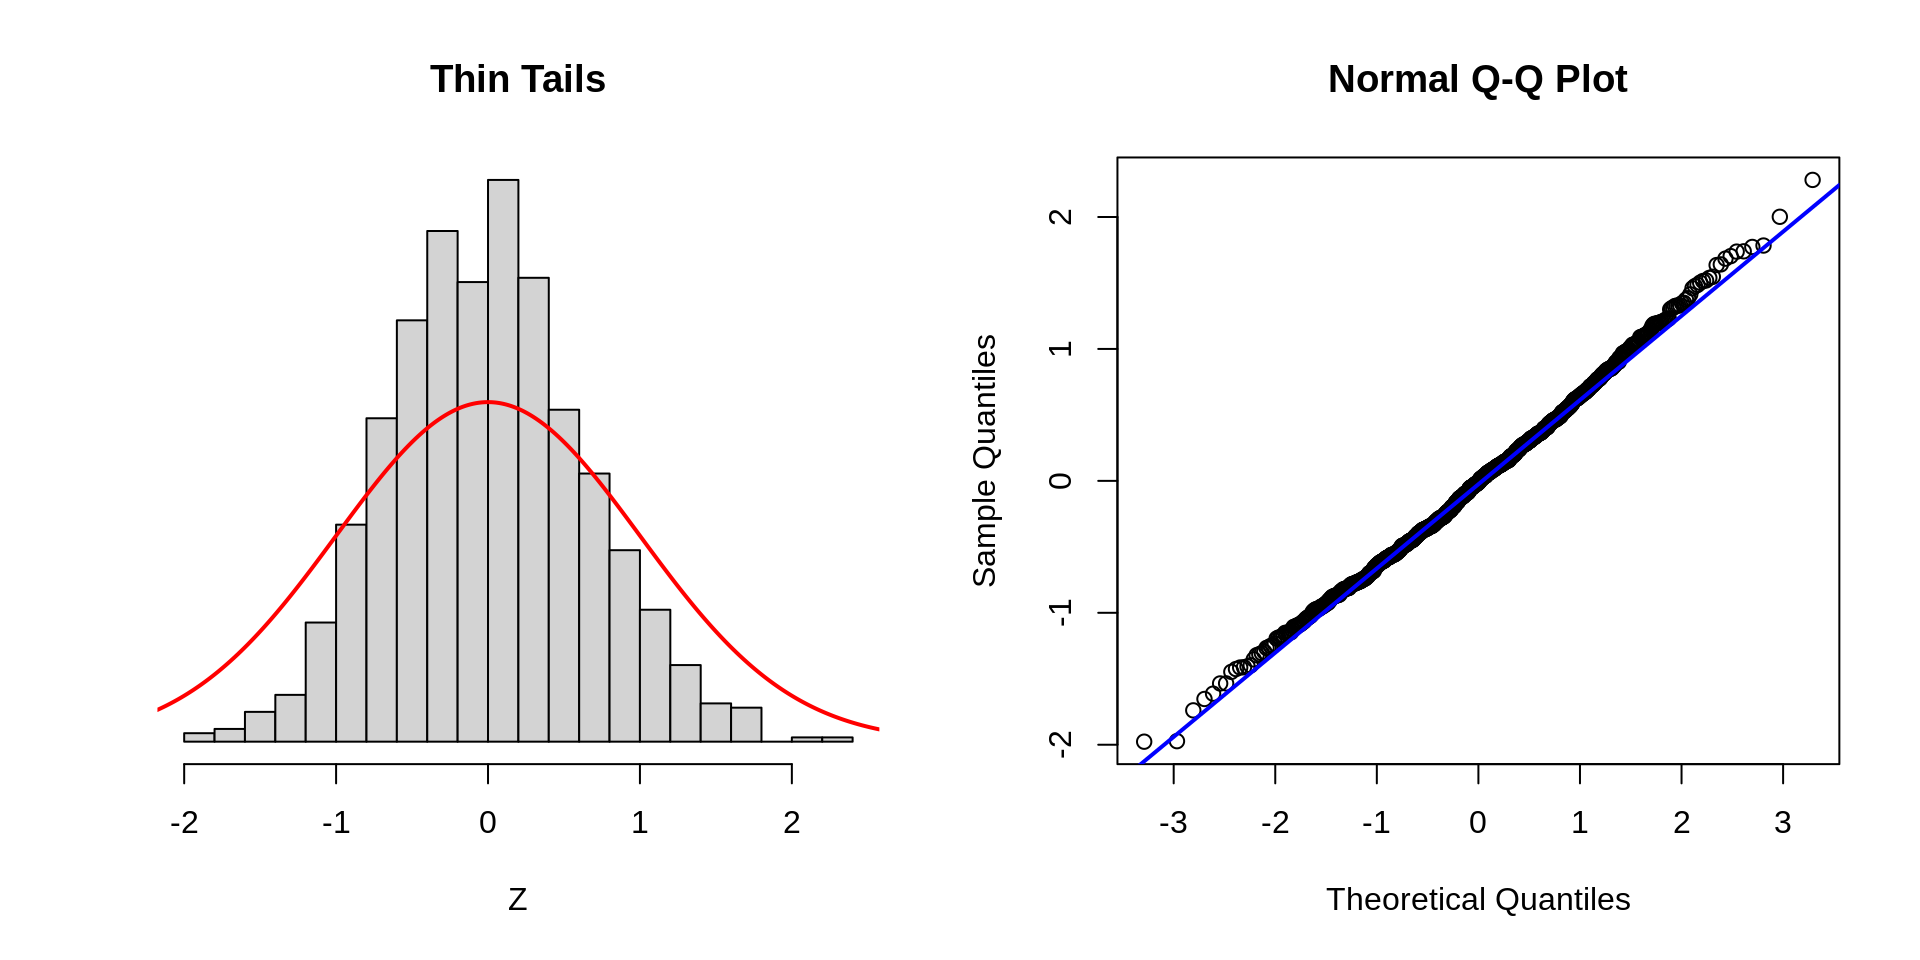 Thin Tails
-2 -1 0 1 2
Z
Normal Q-Q Plot
Sample Quantiles
2
1
0
-1
-2
-3 -2 -1 0 1 2 3
Theoretical Quantiles